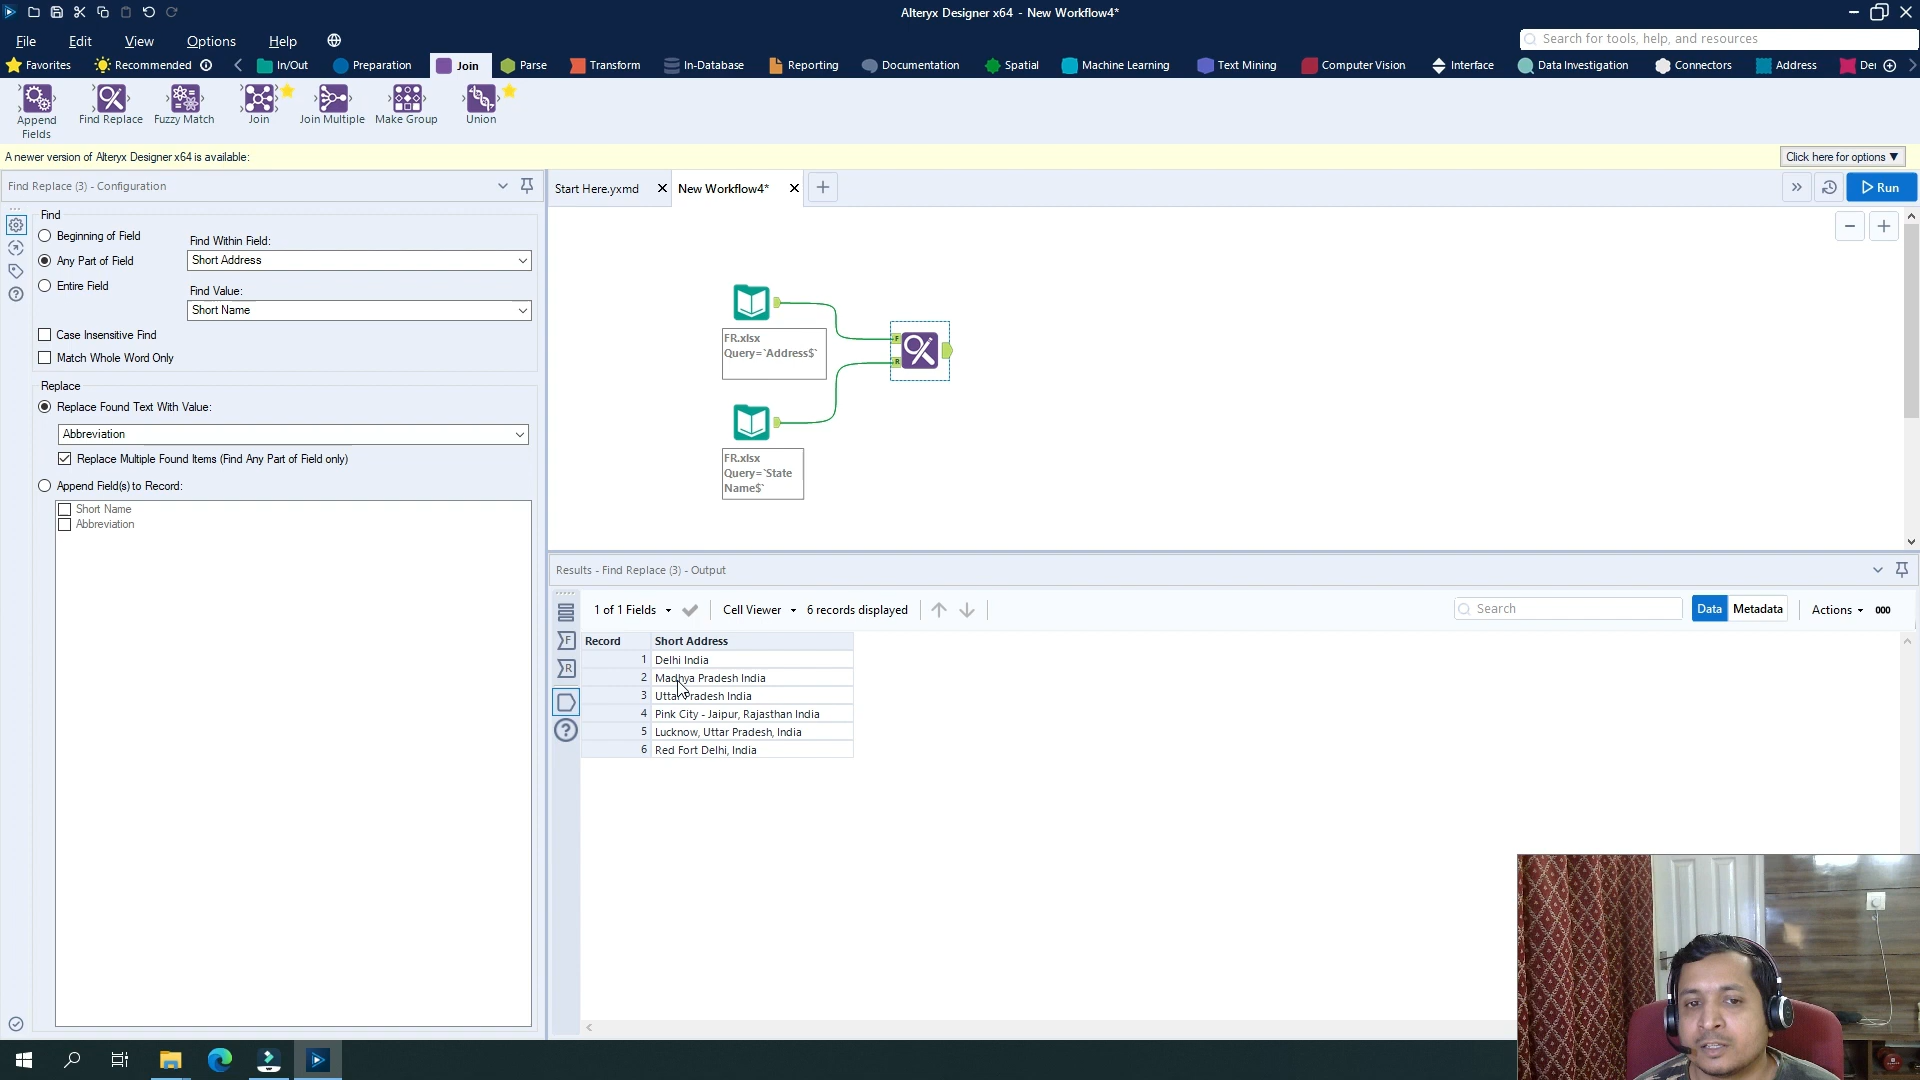 Alteryx Designer x64 - New Workflow4*
File Edit View Options Help
Search for tools, help, and resources
Favorites Recommended In/Out Preparation Join Parse Transform In-Database Reporting Documentation Spatial Machine Learning Text Mining Computer Vision Interface Data Investigation Connectors Address
Append Fields
Find Replace
Fuzzy Match
Join
Join Multiple
Make Group
Union
A newer version of Alteryx Designer x64 is available:
Click here for options ▼
Find Replace (3) - Configuration
Find
Beginning of Field
Any Part of Field
Entire Field
Find Within Field:
Short Address
Find Value:
Short Name
Case Insensitive Find
Match Whole Word Only
Replace
Replace Found Text With Value:
Abbreviation
Replace Multiple Found Items (Find Any Part of Field only)
Append Field(s) to Record:
Short Name
Abbreviation
Start Here.yxmd
New Workflow4*
Run
FR.xlsx
Query=`Address$`
F
R
FR.xlsx
Query=`State
Name$`
Results - Find Replace (3) - Output
1 of 1 Fields Cell Viewer 6 records displayed
Search
Data Metadata Actions 000
F
R
Record Short Address
1 Delhi India
2 Madhya Pradesh India
3 Uttar Pradesh India
4 Pink City - Jaipur, Rajasthan India
5 Lucknow, Uttar Pradesh, India
6 Red Fort Delhi, India